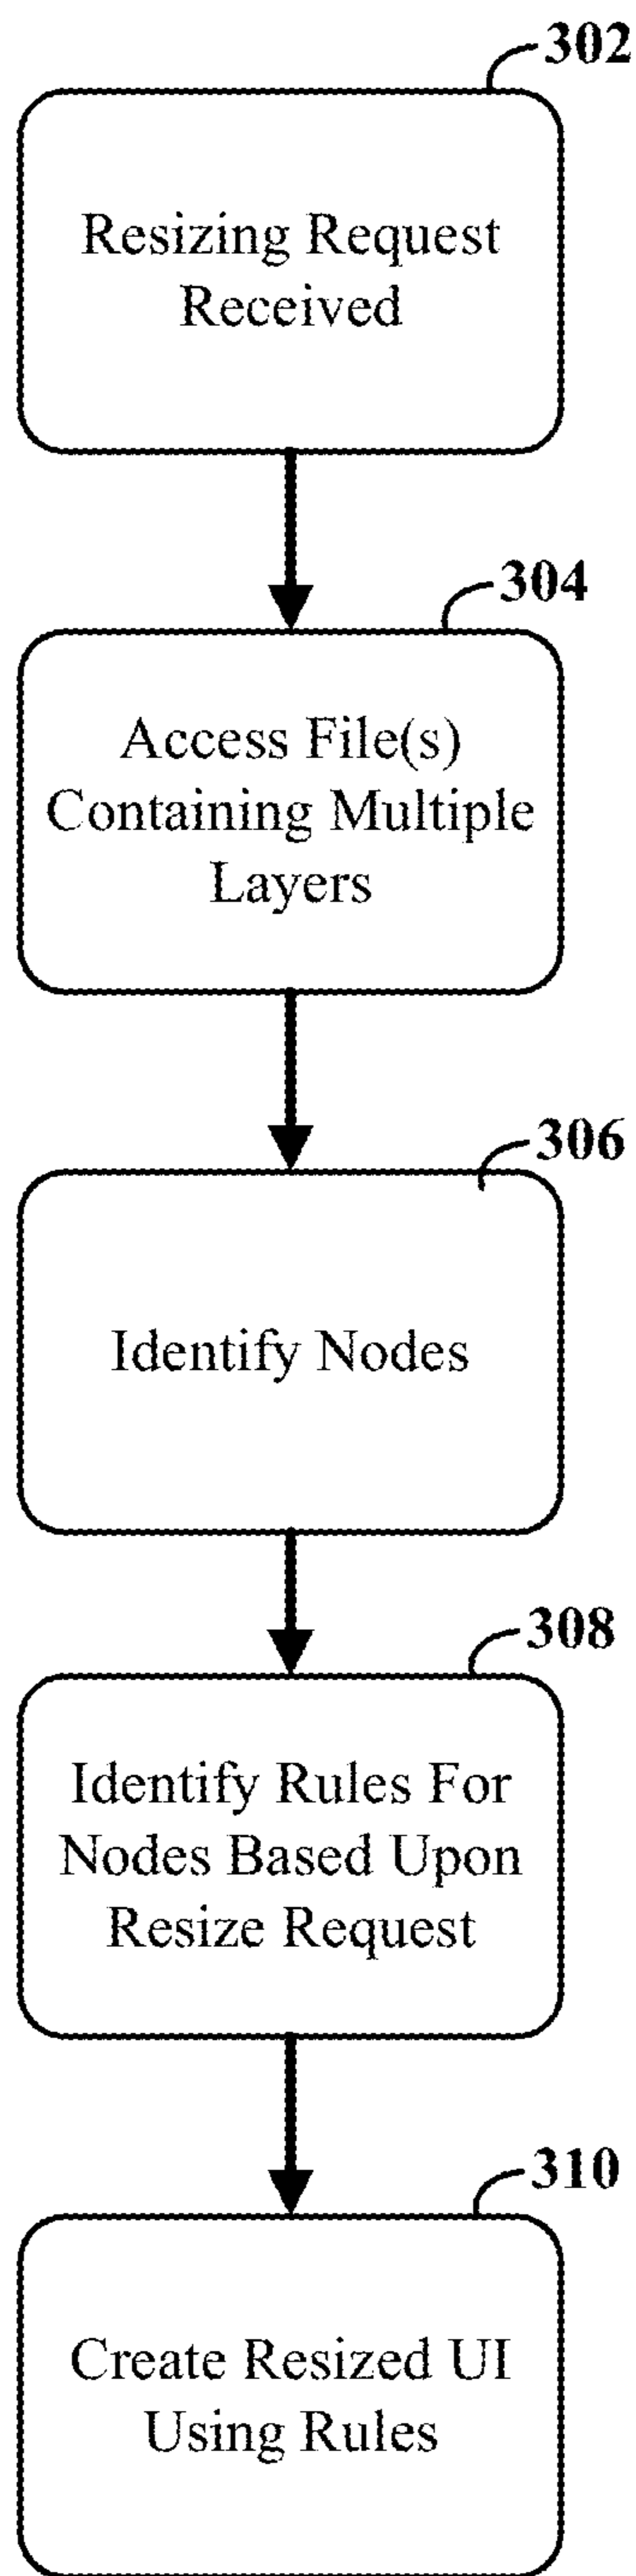 302
Resizing Request
Received
304
Access File(s)
Containing Multiple
Layers
306
Identify Nodes
308
Identify Rules For
Nodes Based Upon
Resize Request
310
Create Resized UI
Using Rules